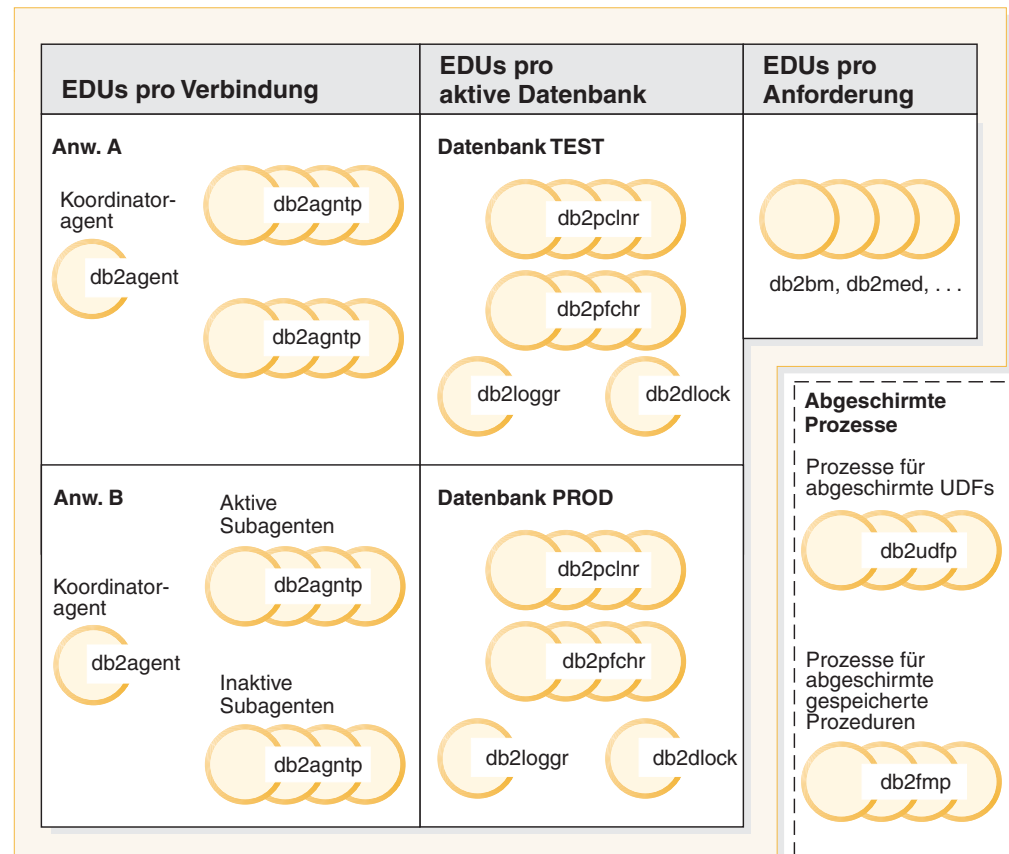 EDUs pro Verbindung
EDUs pro
aktive Datenbank
EDUs pro
Anforderung
Anw. A
Koordinator-
agent
db2agent
db2agntp
db2agntp
Datenbank TEST
db2pclnr
db2pfchr
db2loggr
db2dlock
db2bm, db2med, . . .
Anw. B
Koordinator-
agent
db2agent
Aktive
Subagenten
db2agntp
Inaktive
Subagenten
db2agntp
Datenbank PROD
db2pclnr
db2pfchr
db2loggr
db2dlock
Abgeschirmte
Prozesse
Prozesse für
abgeschirmte UDFs
db2udfp
Prozesse für
abgeschirmte
gespeicherte
Prozeduren
db2fmp